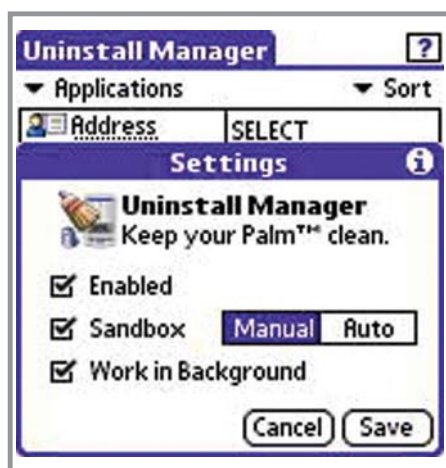 Uninstall Manager ?
Applications Sort
Address SELECT
Settings i
Uninstall Manager
Keep your Palm™ clean.
Enabled
Sandbox Manual Auto
Work in Background
Cancel Save